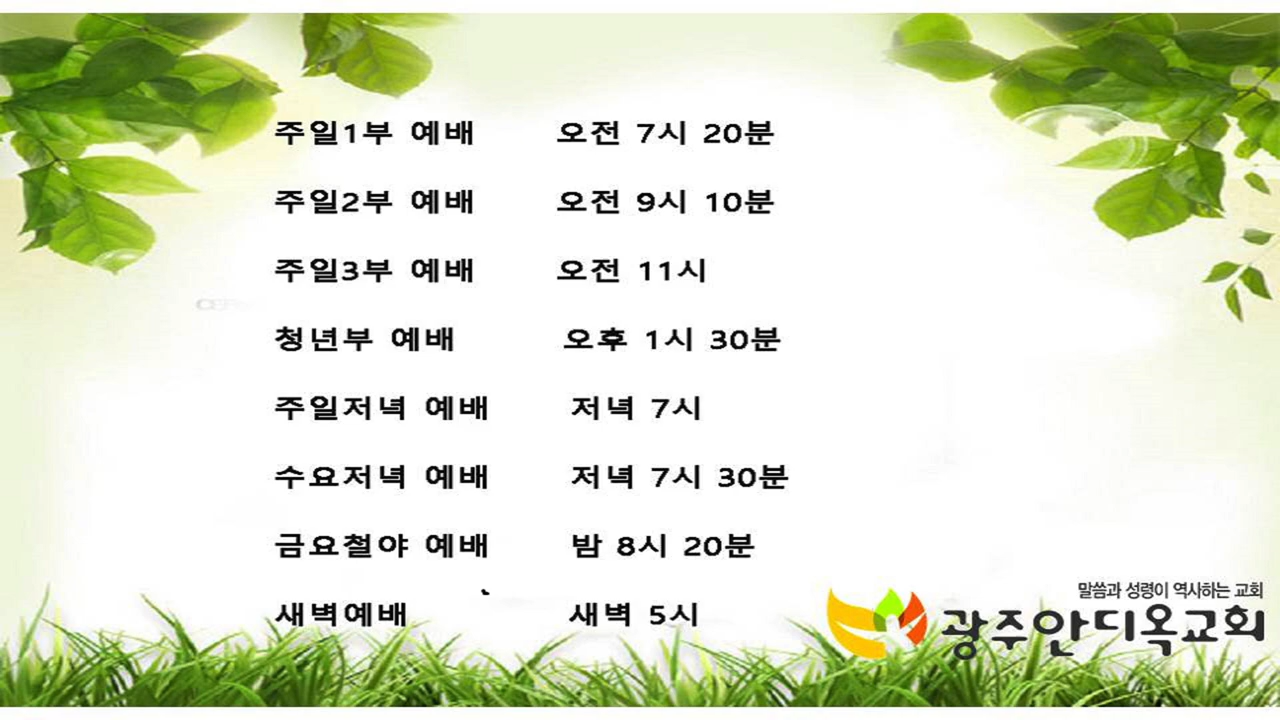 주일1부 예배 오전 7시 20분
주일2부 예배 오전 9시 10분
주일3부 예배 오전 11시
청년부 예배 오후 1시 30분
주일저녁 예배 저녁 7시
수요저녁 예배 저녁 7시 30분
금요철야 예배 밤 8시 20분
새벽예배 새벽 5시
말씀과 성령이 역사하는 교회
광주안디옥교회